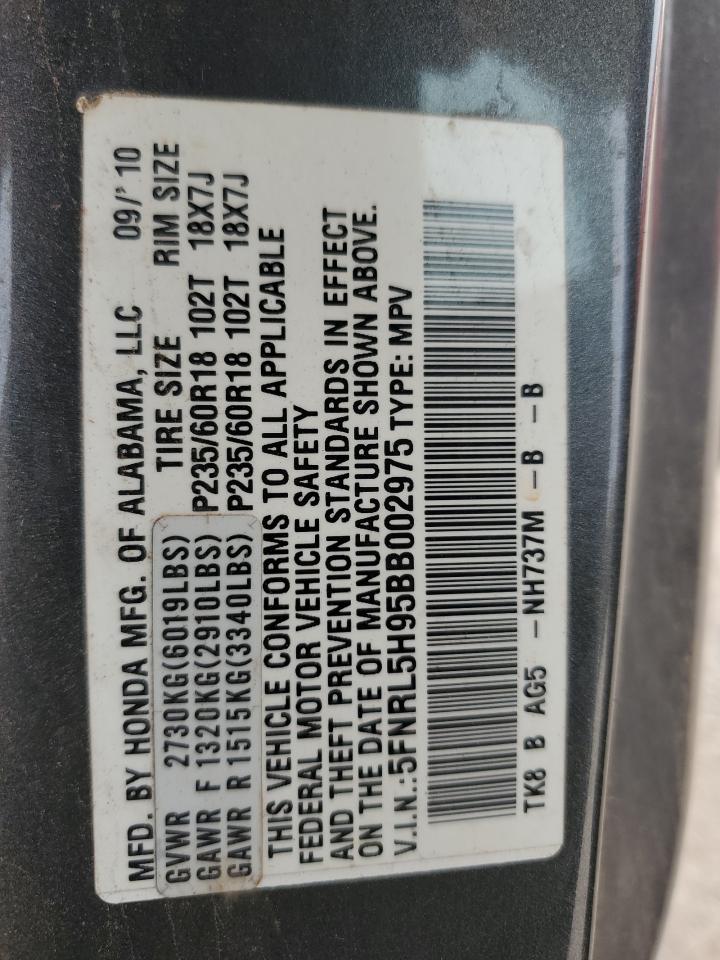 MFD. BY HONDA MFG. OF ALABAMA, LLC 09/'10
GVWR 2730KG(6019LBS) TIRE SIZE RIM SIZE
GAWR F 1320KG(2910LBS) P235/60R18 102T 18X7J
GAWR R 1515KG(3340LBS) P235/60R18 102T 18X7J
THIS VEHICLE CONFORMS TO ALL APPLICABLE
FEDERAL MOTOR VEHICLE SAFETY
AND THEFT PREVENTION STANDARDS IN EFFECT
ON THE DATE OF MANUFACTURE SHOWN ABOVE.
V.I.N.:5FNRL5H95BB002975 TYPE: MPV
TK8 B AG5 -NH737M -B -B